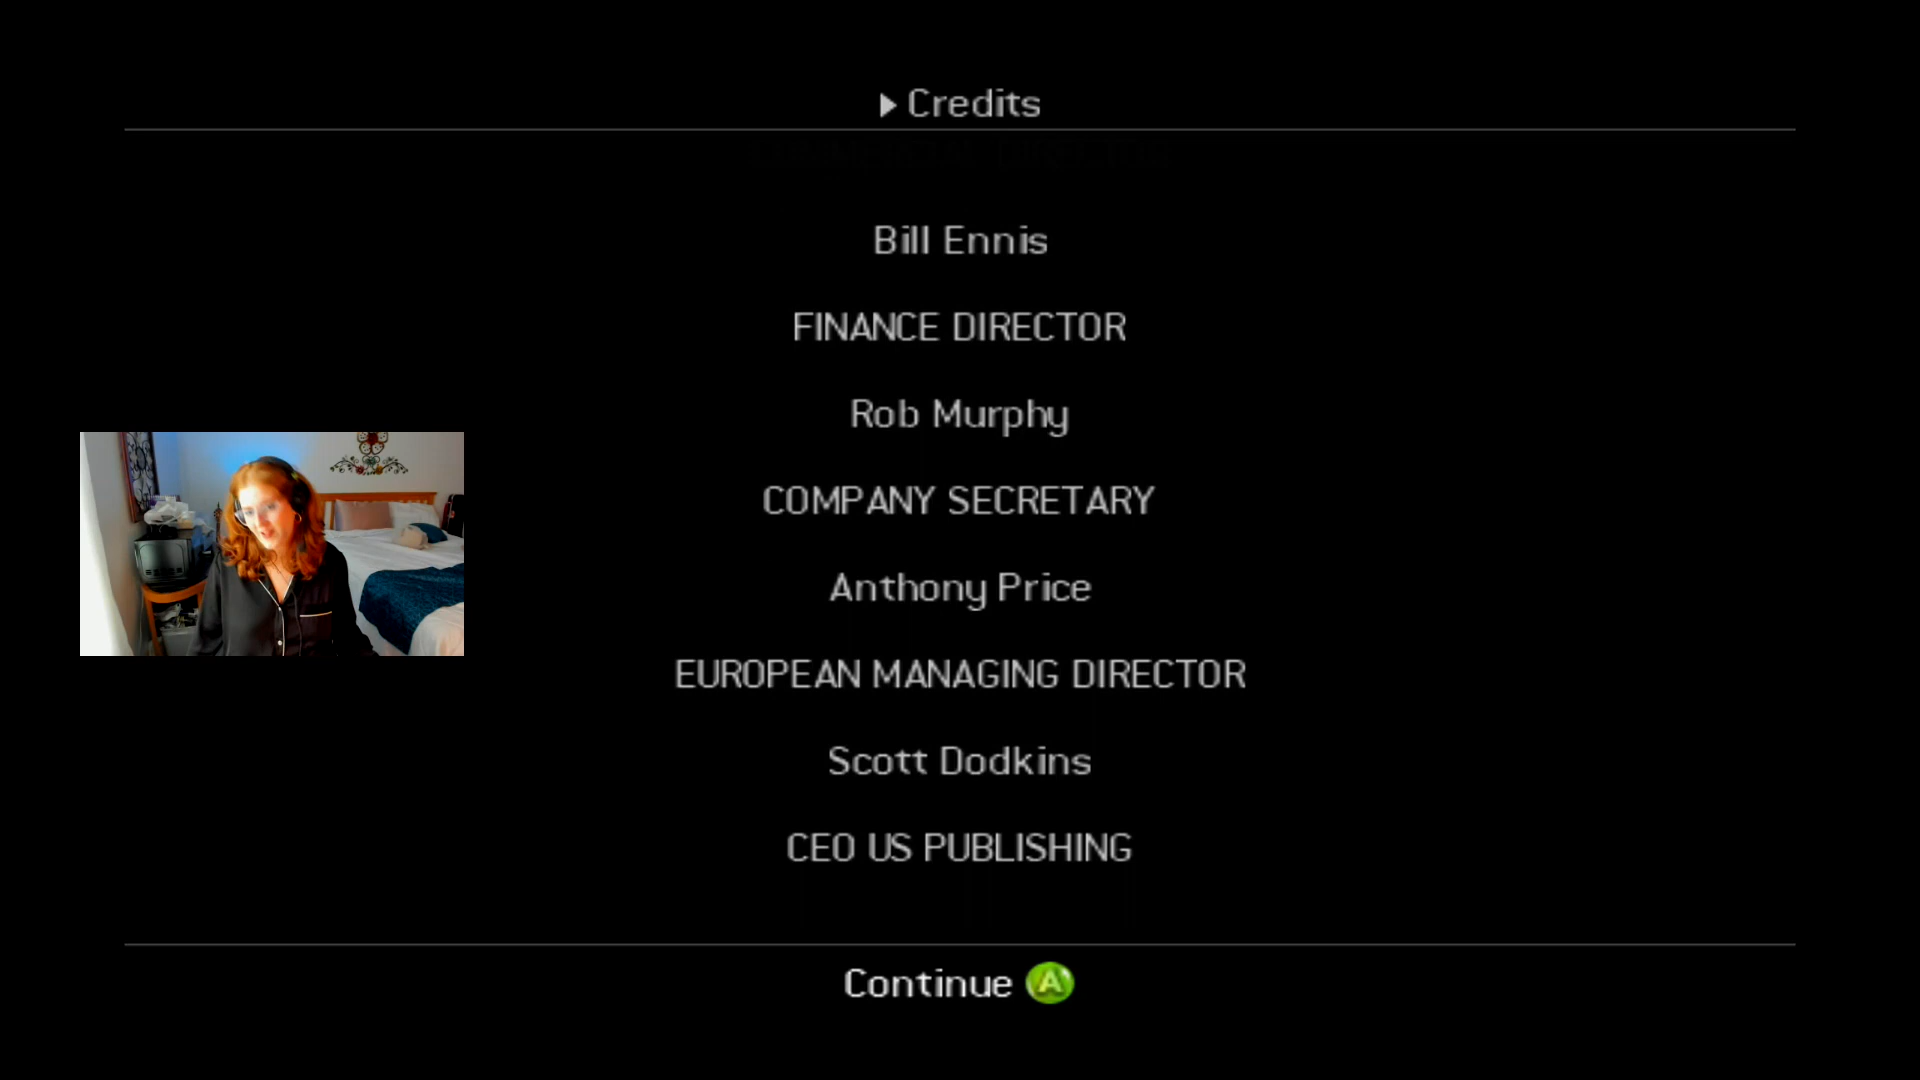 Credits
Bill Ennis
FINANCE DIRECTOR
Rob Murphy
COMPANY SECRETARY
Anthony Price
EUROPEAN MANAGING DIRECTOR
Scott Dodkins
CEO US PUBLISHING
Continue A